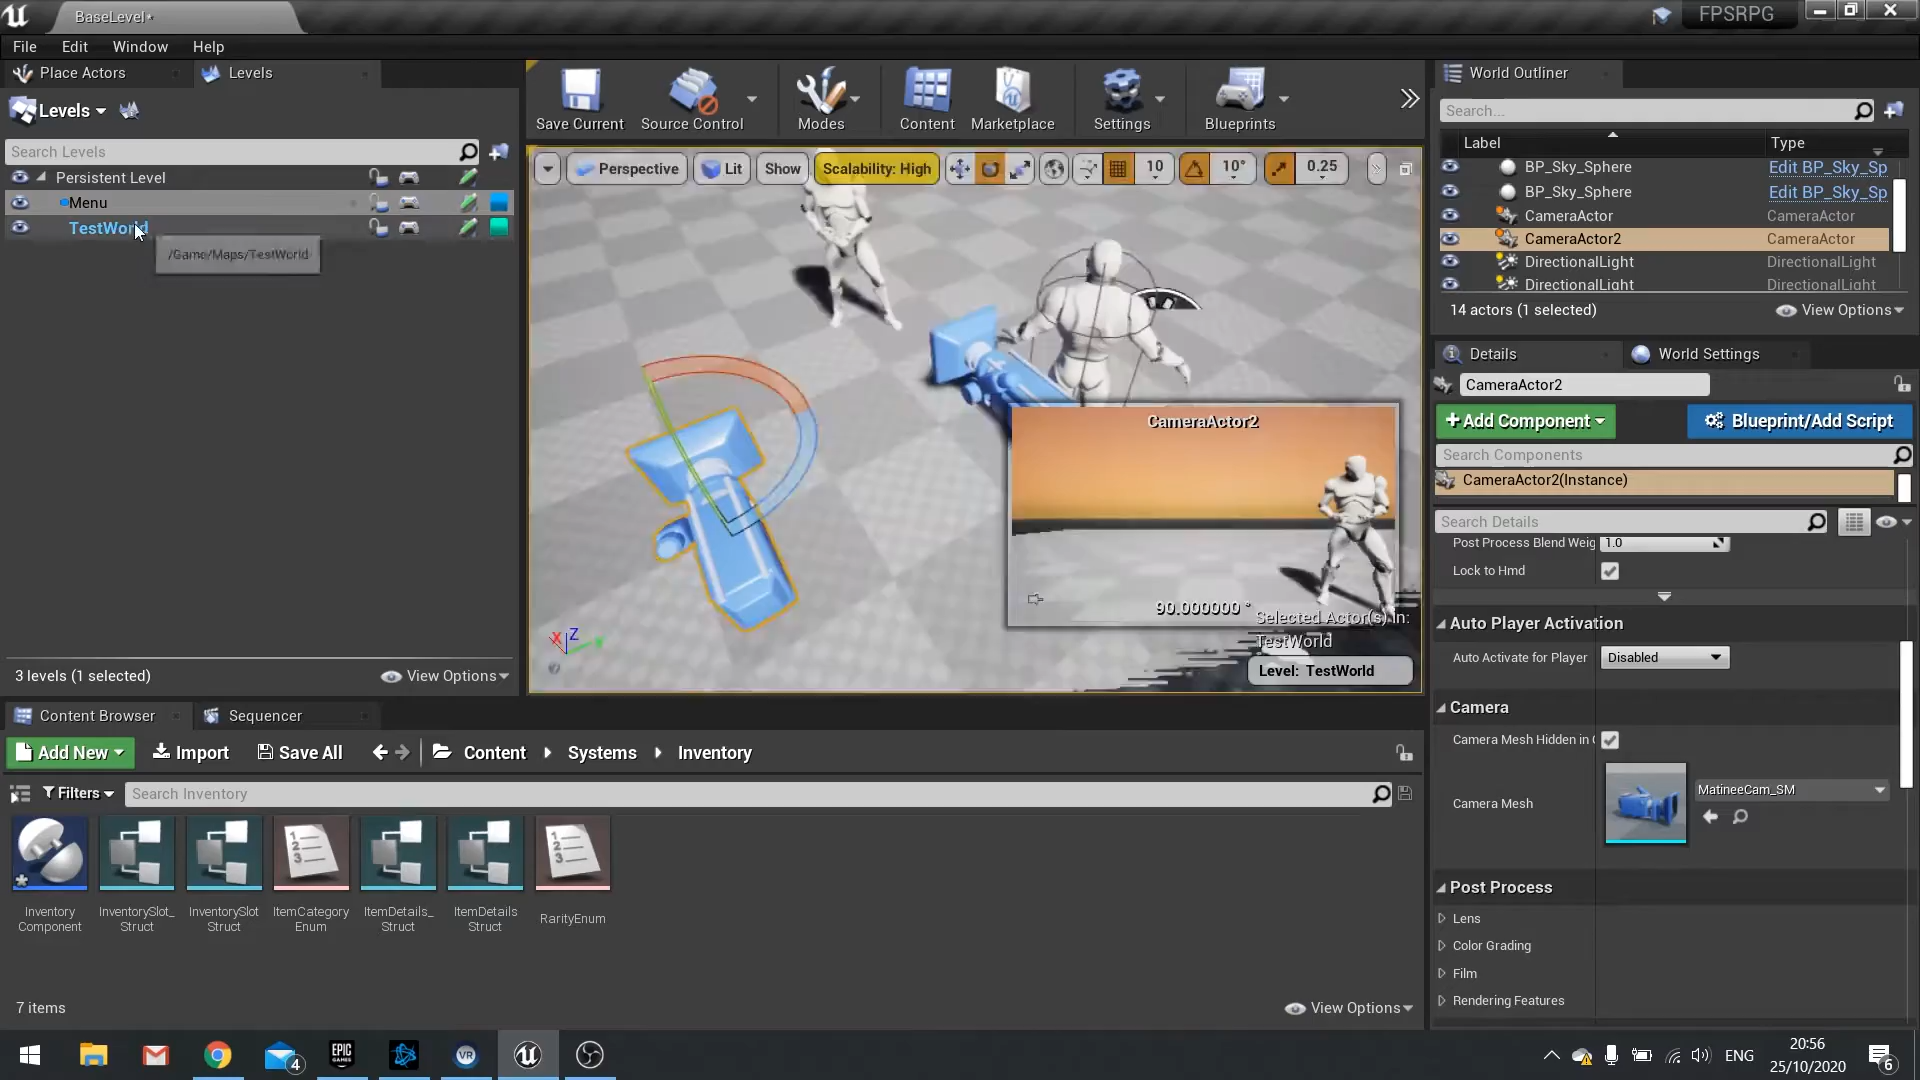 BaseLevel*
FPSRPG
File
Edit
Window
Help
Place Actors
Levels
Levels
Search Levels
Persistent Level
Menu
TestWorld
/Game/Maps/TestWorld
3 levels (1 selected)
View Options
Save Current
Source Control
Modes
Content
Marketplace
Settings
Blueprints
Perspective
Lit
Show
Scalability: High
10
10°
0.25
CameraActor2
90.000000 °
Selected Actor(s) in:
TestWorld
Level: TestWorld
X
Z
World Outliner
Search...
Label
Type
BP_Sky_Sphere
Edit BP_Sky_Sp
BP_Sky_Sphere
Edit BP_Sky_Sp
CameraActor
CameraActor
CameraActor2
CameraActor
DirectionalLight
DirectionalLight
DirectionalLight
DirectionalLight
14 actors (1 selected)
View Options
Details
World Settings
CameraActor2
+Add Component
Blueprint/Add Script
Search Components
CameraActor2(Instance)
Search Details
Post Process Blend Weig
1.0
Lock to Hmd
Auto Player Activation
Auto Activate for Player
Disabled
Camera
Camera Mesh Hidden in
Camera Mesh
MatineeCam_SM
Post Process
Lens
Color Grading
Film
Rendering Features
Content Browser
Sequencer
Add New
Import
Save All
Content
Systems
Inventory
Filters
Search Inventory
Inventory
Component
InventorySlot_
Struct
InventorySlot
Struct
ItemCategory
Enum
ItemDetails_
Struct
ItemDetails
Struct
RarityEnum
7 items
View Options
4
EPIC
GAMES
VR
ENG
20:56
25/10/2020
6